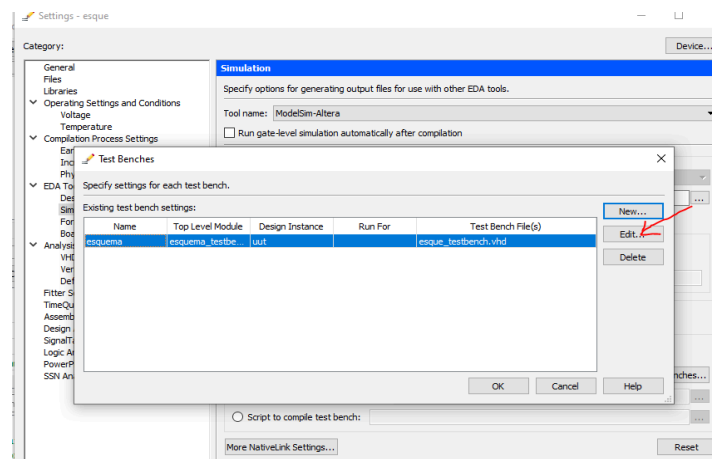 Settings - esque
Category:
Device...
General
Files
Libraries
Operating Settings and Conditions
Voltage
Temperature
Compilation Process Settings
Ear
Inc
Phy
EDA To
Des
Sim
For
Boa
Analysis
VHD
Ver
Def
Fitter S
TimeQu
Assemb
Design
SignalTa
Logic An
PowerP
SSN An
Simulation
Specify options for generating output files for use with other EDA tools.
Tool name: ModelSim-Altera
Run gate-level simulation automatically after compilation
Test Benches
Specify settings for each test bench.
Existing test bench settings:
Name Top Level Module Design Instance Run For Test Bench File(s)
esquema esquema_testbe... uut esque_testbench.vhd
New...
Edit...
Delete
OK Cancel Help
...
nches...
...
Script to compile test bench:
...
More NativeLink Settings...
Reset